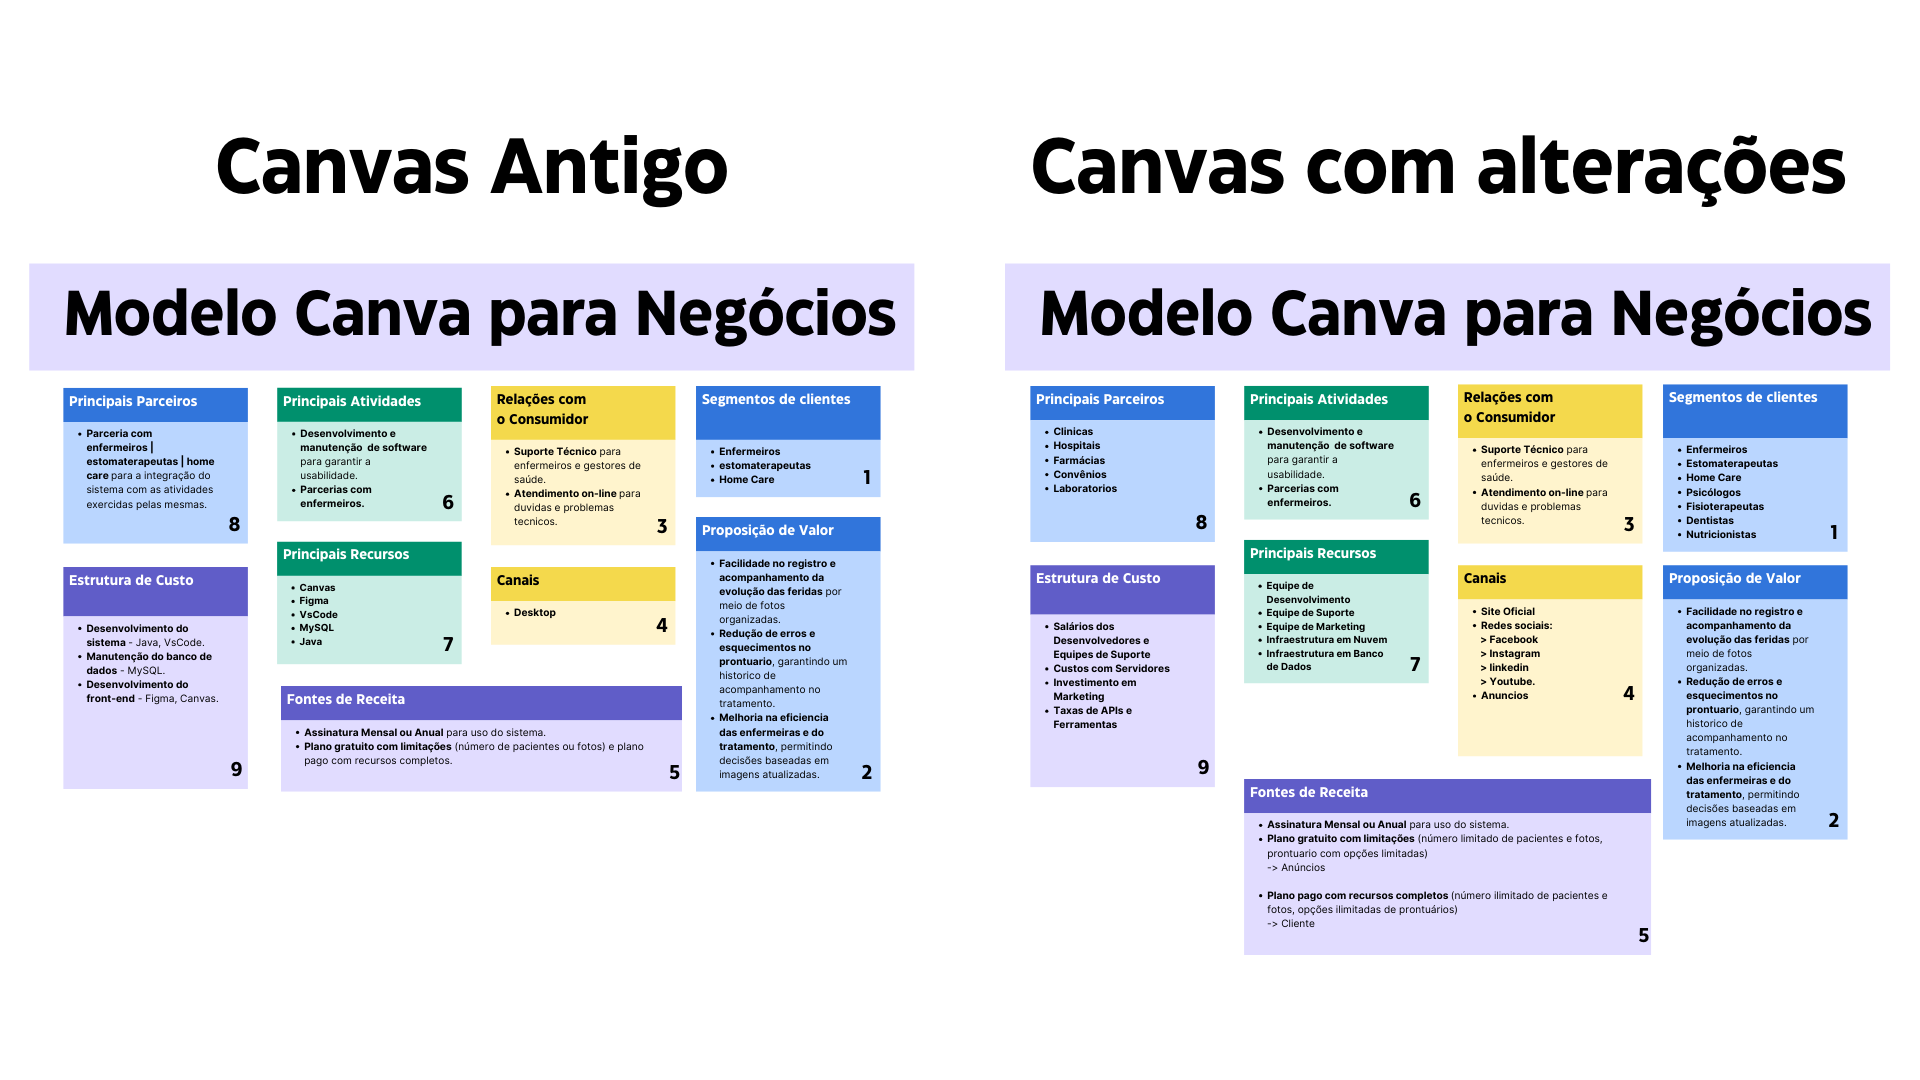 Canvas Antigo
Modelo Canva para Negócios
Principais Parceiros
• Parceria com
enfermeiros |
estomaterapeutas | home
care para a integração do
sistema com as atividades
exercidas pelas mesmas.
8
Estrutura de Custo
• Desenvolvimento do
sistema - Java, VsCode.
• Manutenção do banco de
dados - MySQL.
• Desenvolvimento do
front-end - Figma, Canvas.
9
Principais Atividades
• Desenvolvimento e
manutenção de software
para garantir a
usabilidade.
• Parcerias com
enfermeiros.
6
Principais Recursos
• Canvas
• Figma
• VsCode
• MySQL
• Java
7
Relações com
o Consumidor
• Suporte Técnico para
enfermeiros e gestores de
saúde.
• Atendimento on-line para
duvidas e problemas
tecnicos.
3
Canais
• Desktop
4
Fontes de Receita
• Assinatura Mensal ou Anual para uso do sistema.
• Plano gratuito com limitações (número de pacientes ou fotos) e plano
pago com recursos completos.
5
Segmentos de clientes
• Enfermeiros
• estomaterapeutas
• Home Care
1
Proposição de Valor
• Facilidade no registro e
acompanhamento da
evolução das feridas por
meio de fotos
organizadas.
• Redução de erros e
esquecimentos no
prontuario, garantindo um
historico de
acompanhamento no
tratamento.
• Melhoria na eficiencia
das enfermeiras e do
tratamento, permitindo
decisões baseadas em
imagens atualizadas.
2
Canvas com alterações
Modelo Canva para Negócios
Principais Parceiros
• Clinicas
• Hospitais
• Farmácias
• Convênios
• Laboratorios
8
Estrutura de Custo
• Salários dos
Desenvolvedores e
Equipes de Suporte
• Custos com Servidores
• Investimento em
Marketing
• Taxas de APIs e
Ferramentas
9
Principais Atividades
• Desenvolvimento e
manutenção de software
para garantir a
usabilidade.
• Parcerias com
enfermeiros.
6
Principais Recursos
• Equipe de
Desenvolvimento
• Equipe de Suporte
• Equipe de Marketing
• Infraestrutura em Nuvem
• Infraestrutura em Banco
de Dados
7
Relações com
o Consumidor
• Suporte Técnico para
enfermeiros e gestores de
saúde.
• Atendimento on-line para
duvidas e problemas
tecnicos.
3
Canais
• Site Oficial
• Redes sociais:
> Facebook
> Instagram
> linkedin
> Youtube.
• Anuncios
4
Fontes de Receita
• Assinatura Mensal ou Anual para uso do sistema.
• Plano gratuito com limitações (número limitado de pacientes e fotos,
prontuario com opções limitadas)
-> Anúncios
• Plano pago com recursos completos (número ilimitado de pacientes e
fotos, opções ilimitadas de prontuários)
-> Cliente
5
Segmentos de clientes
• Enfermeiros
• Estomaterapeutas
• Home Care
• Psicólogos
• Fisioterapeutas
• Dentistas
• Nutricionistas
1
Proposição de Valor
• Facilidade no registro e
acompanhamento da
evolução das feridas por
meio de fotos
organizadas.
• Redução de erros e
esquecimentos no
prontuario, garantindo um
historico de
acompanhamento no
tratamento.
• Melhoria na eficiencia
das enfermeiras e do
tratamento, permitindo
decisões baseadas em
imagens atualizadas.
2